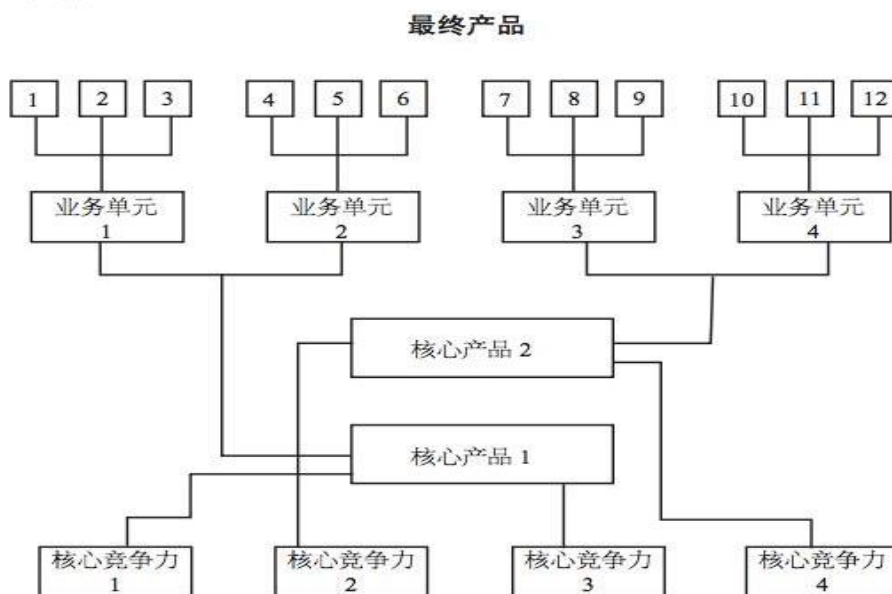 最终产品
1 2 3 4 5 6 7 8 9 10 11 12
业务单元 业务单元 业务单元 业务单元
1 2 3 4
核心产品 2
核心产品 1
核心竞争力 核心竞争力 核心竞争力 核心竞争力
1 2 3 4